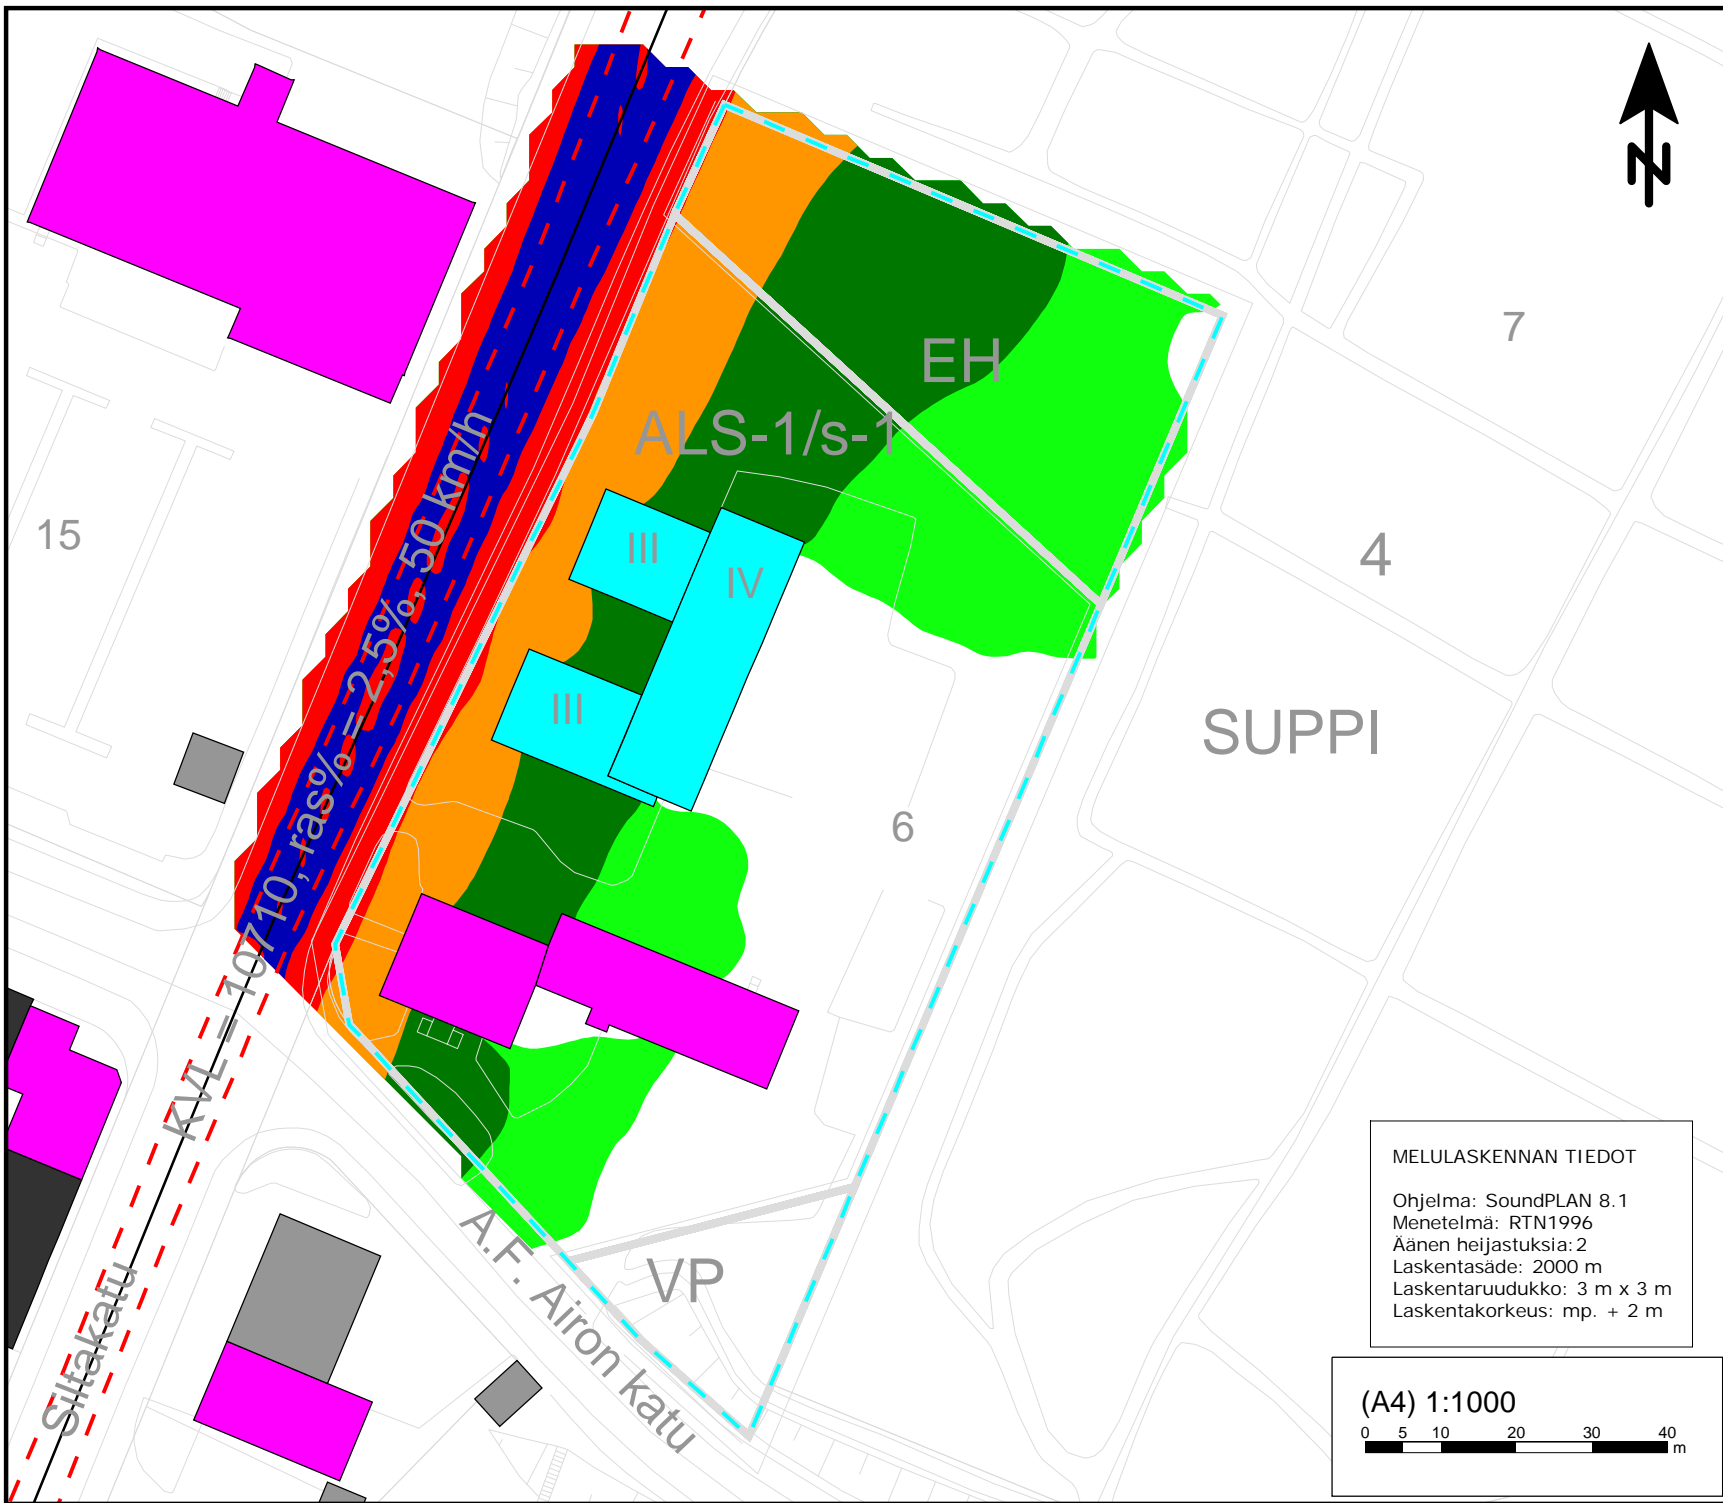 N
7
EH
ALS-1/s-1
15
III
IV
4
III
SUPPI
6
KVL = 10710, ras% = 2,5%, 50 km/h
Siltakatu
A.F. Airon katu
VP
MELULASKENNAN TIEDOT
Ohjelma: SoundPLAN 8.1
Menetelmä: RTN1996
Äänen heijastuksia: 2
Laskentasäde: 2000 m
Laskentaruudukko: 3 m x 3 m
Laskentakorkeus: mp. + 2 m
(A4) 1:1000
0 5 10 20 30 40
m